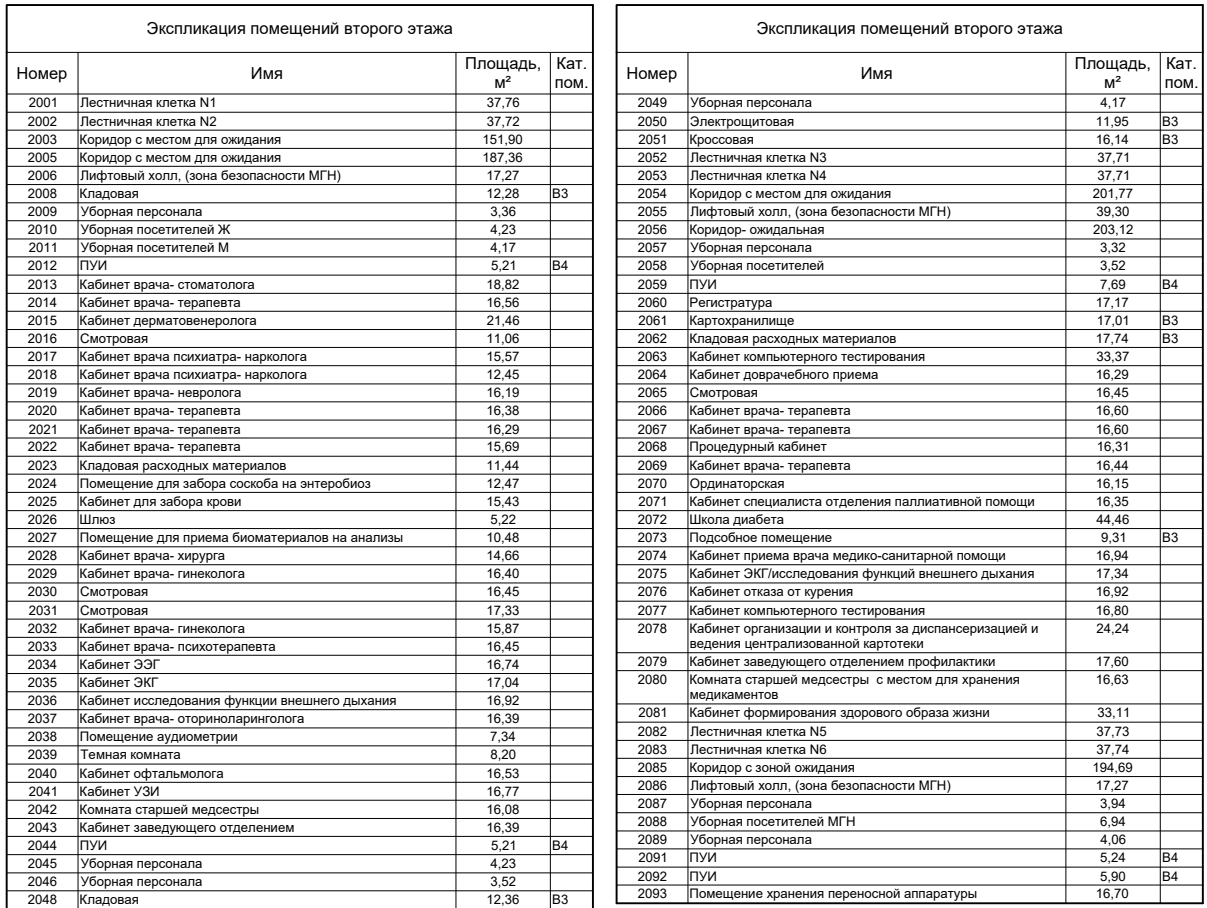 Экспликация помещений второго этажа
Номер Имя Площадь, м² Кат. пом.
2001 Лестничная клетка N1 37,76
2002 Лестничная клетка N2 37,72
2003 Коридор с местом для ожидания 151,90
2005 Коридор с местом для ожидания 187,36
2006 Лифтовый холл, (зона безопасности МГН) 17,27
2008 Кладовая 12,28 В3
2009 Уборная персонала 3,36
2010 Уборная посетителей Ж 4,23
2011 Уборная посетителей М 4,17
2012 ПУИ 5,21 В4
2013 Кабинет врача- стоматолога 18,82
2014 Кабинет врача- терапевта 16,56
2015 Кабинет дерматовенеролога 21,46
2016 Смотровая 11,06
2017 Кабинет врача психиатра- нарколога 15,57
2018 Кабинет врача психиатра- нарколога 12,45
2019 Кабинет врача- невролога 16,19
2020 Кабинет врача- терапевта 16,38
2021 Кабинет врача- терапевта 16,29
2022 Кабинет врача- терапевта 15,69
2023 Кладовая расходных материалов 11,44
2024 Помещение для забора соскоба на энтеробиоз 12,47
2025 Кабинет для забора крови 15,43
2026 Шлюз 5,22
2027 Помещение для приема биоматериалов на анализы 10,48
2028 Кабинет врача- хирурга 14,66
2029 Кабинет врача- гинеколога 16,40
2030 Смотровая 16,45
2031 Смотровая 17,33
2032 Кабинет врача- гинеколога 15,87
2033 Кабинет врача- психотерапевта 16,45
2034 Кабинет ЭЭГ 16,74
2035 Кабинет ЭКГ 17,04
2036 Кабинет исследования функции внешнего дыхания 16,92
2037 Кабинет врача- оториноларинголога 16,39
2038 Помещение аудиометрии 7,34
2039 Темная комната 8,20
2040 Кабинет офтальмолога 16,53
2041 Кабинет УЗИ 16,77
2042 Комната старшей медсестры 16,08
2043 Кабинет заведующего отделением 16,39
2044 ПУИ 5,21 В4
2045 Уборная персонала 4,23
2046 Уборная персонала 3,52
2048 Кладовая 12,36 В3
Экспликация помещений второго этажа
Номер Имя Площадь, м² Кат. пом.
2049 Уборная персонала 4,17
2050 Электрощитовая 11,95 В3
2051 Кроссовая 16,14 В3
2052 Лестничная клетка N3 37,71
2053 Лестничная клетка N4 37,71
2054 Коридор с местом для ожидания 201,77
2055 Лифтовый холл, (зона безопасности МГН) 39,30
2056 Коридор- ожидальная 203,12
2057 Уборная персонала 3,32
2058 Уборная посетителей 3,52
2059 ПУИ 7,69 В4
2060 Регистратура 17,17
2061 Картохранилище 17,01 В3
2062 Кладовая расходных материалов 17,74 В3
2063 Кабинет компьютерного тестирования 33,37
2064 Кабинет доврачебного приема 16,29
2065 Смотровая 16,45
2066 Кабинет врача- терапевта 16,60
2067 Кабинет врача- терапевта 16,60
2068 Процедурный кабинет 16,31
2069 Кабинет врача- терапевта 16,44
2070 Ординаторская 16,15
2071 Кабинет специалиста отделения паллиативной помощи 16,35
2072 Школа диабета 44,46
2073 Подсобное помещение 9,31 В3
2074 Кабинет приема врача медико-санитарной помощи 16,94
2075 Кабинет ЭКГ/исследования функций внешнего дыхания 17,34
2076 Кабинет отказа от курения 16,92
2077 Кабинет компьютерного тестирования 16,80
2078 Кабинет организации и контроля за диспансеризацией и 24,24
ведения централизованной картотеки
2079 Кабинет заведующего отделением профилактики 17,60
2080 Комната старшей медсестры с местом для хранения 16,63
медикаментов
2081 Кабинет формирования здорового образа жизни 33,11
2082 Лестничная клетка N5 37,73
2083 Лестничная клетка N6 37,74
2085 Коридор с зоной ожидания 194,69
2086 Лифтовый холл, (зона безопасности МГН) 17,27
2087 Уборная персонала 3,94
2088 Уборная посетителей МГН 6,94
2089 Уборная персонала 4,06
2091 ПУИ 5,24 В4
2092 ПУИ 5,90 В4
2093 Помещение хранения переносной аппаратуры 16,70